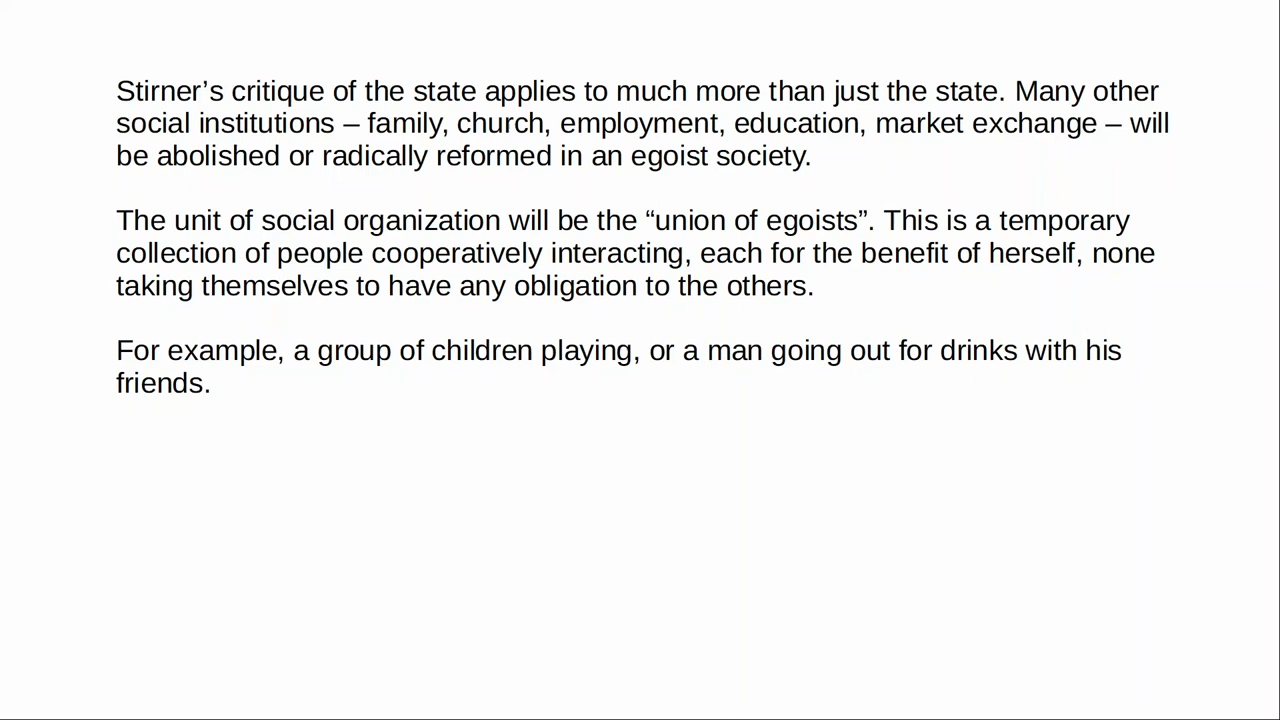 Stirner’s critique of the state applies to much more than just the state. Many other
social institutions – family, church, employment, education, market exchange – will
be abolished or radically reformed in an egoist society.
The unit of social organization will be the “union of egoists”. This is a temporary
collection of people cooperatively interacting, each for the benefit of herself, none
taking themselves to have any obligation to the others.
For example, a group of children playing, or a man going out for drinks with his
friends.